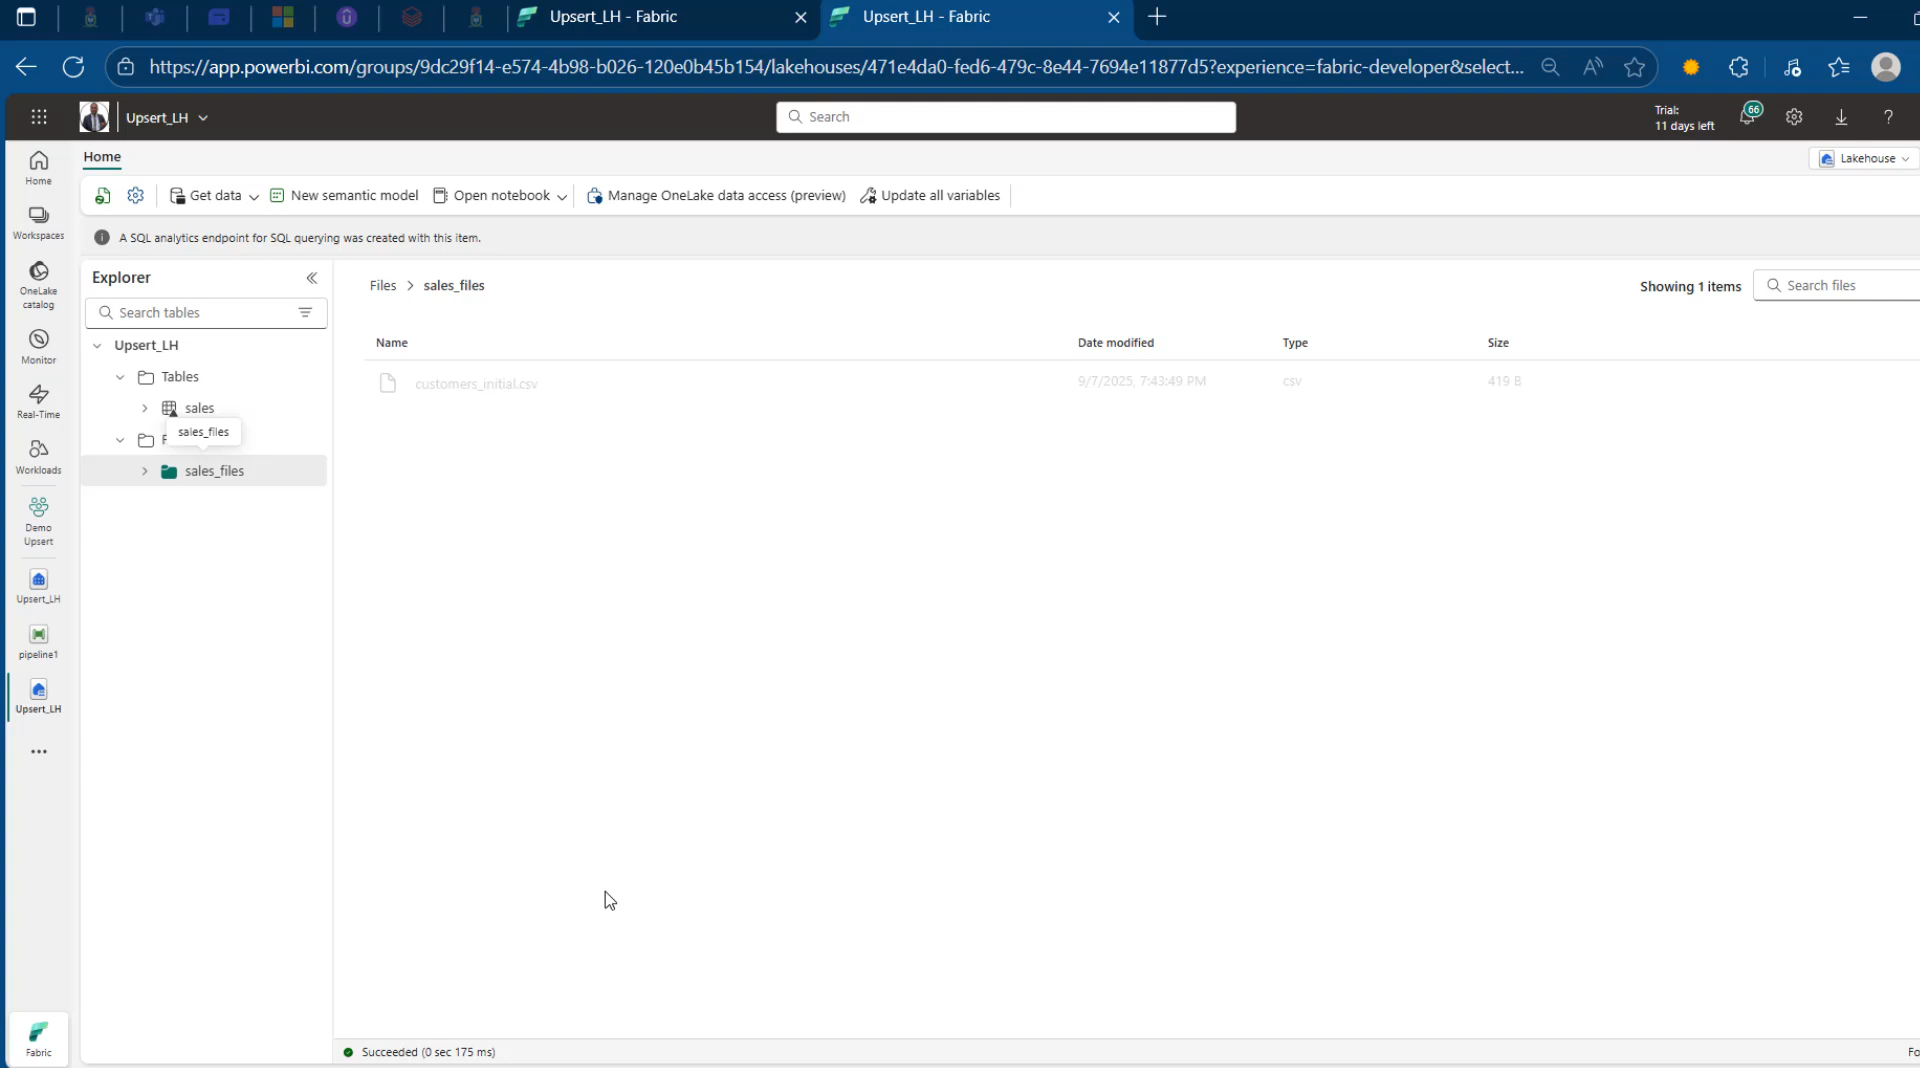 Upsert_LH - Fabric
Upsert_LH - Fabric
https://app.powerbi.com/groups/9dc29f14-e574-4b98-b026-120e0b45b154/lakehouses/471e4da0-fed6-479c-8e44-7694e11877d5?experience=fabric-developer&select...
Upsert_LH
Search
Trial:
11 days left
66
Home
Lakehouse
Get data
New semantic model
Open notebook
Manage OneLake data access (preview)
Update all variables
A SQL analytics endpoint for SQL querying was created with this item.
Home
Workspaces
OneLake
catalog
Monitor
Real-Time
Workloads
Demo
Upsert
Upsert_LH
pipeline1
Upsert_LH
Fabric
Explorer
Search tables
Upsert_LH
Tables
sales
sales_files
sales_files
Files > sales_files
Showing 1 items
Search files
Name Date modified Type Size
customers_initial.csv 9/7/2025, 7:43:49 PM csv 419 B
Succeeded (0 sec 175 ms)